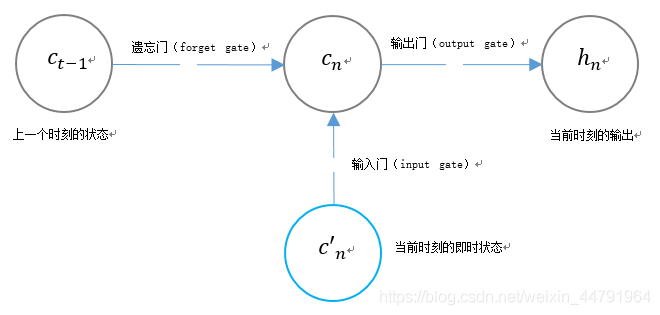 遗忘门（forget gate）
输出门（output gate）
c_{t−1}
c_n
h_n
上一个时刻的状态
当前时刻的输出
输入门（input gate）
c'_n
当前时刻的即时状态
https://blog.csdn.net/weixin_44791964